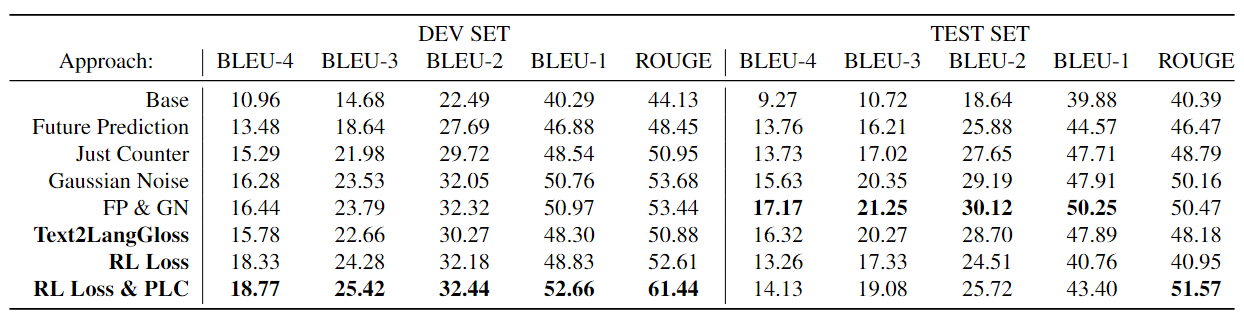 DEV SET TEST SET
Approach: BLEU-4 BLEU-3 BLEU-2 BLEU-1 ROUGE BLEU-4 BLEU-3 BLEU-2 BLEU-1 ROUGE
Base 10.96 14.68 22.49 40.29 44.13 9.27 10.72 18.64 39.88 40.39
Future Prediction 13.48 18.64 27.69 46.88 48.45 13.76 16.21 25.88 44.57 46.47
Just Counter 15.29 21.98 29.72 48.54 50.95 13.73 17.02 27.65 47.71 48.79
Gaussian Noise 16.28 23.53 32.05 50.76 53.68 15.63 20.35 29.19 47.91 50.16
FP & GN 16.44 23.79 32.32 50.97 53.44 17.17 21.25 30.12 50.25 50.47
Text2LangGloss 15.78 22.66 30.27 48.30 50.88 16.32 20.27 28.70 47.89 48.18
RL Loss 18.33 24.28 32.18 48.83 52.61 13.26 17.33 24.51 40.76 40.95
RL Loss & PLC 18.77 25.42 32.44 52.66 61.44 14.13 19.08 25.72 43.40 51.57